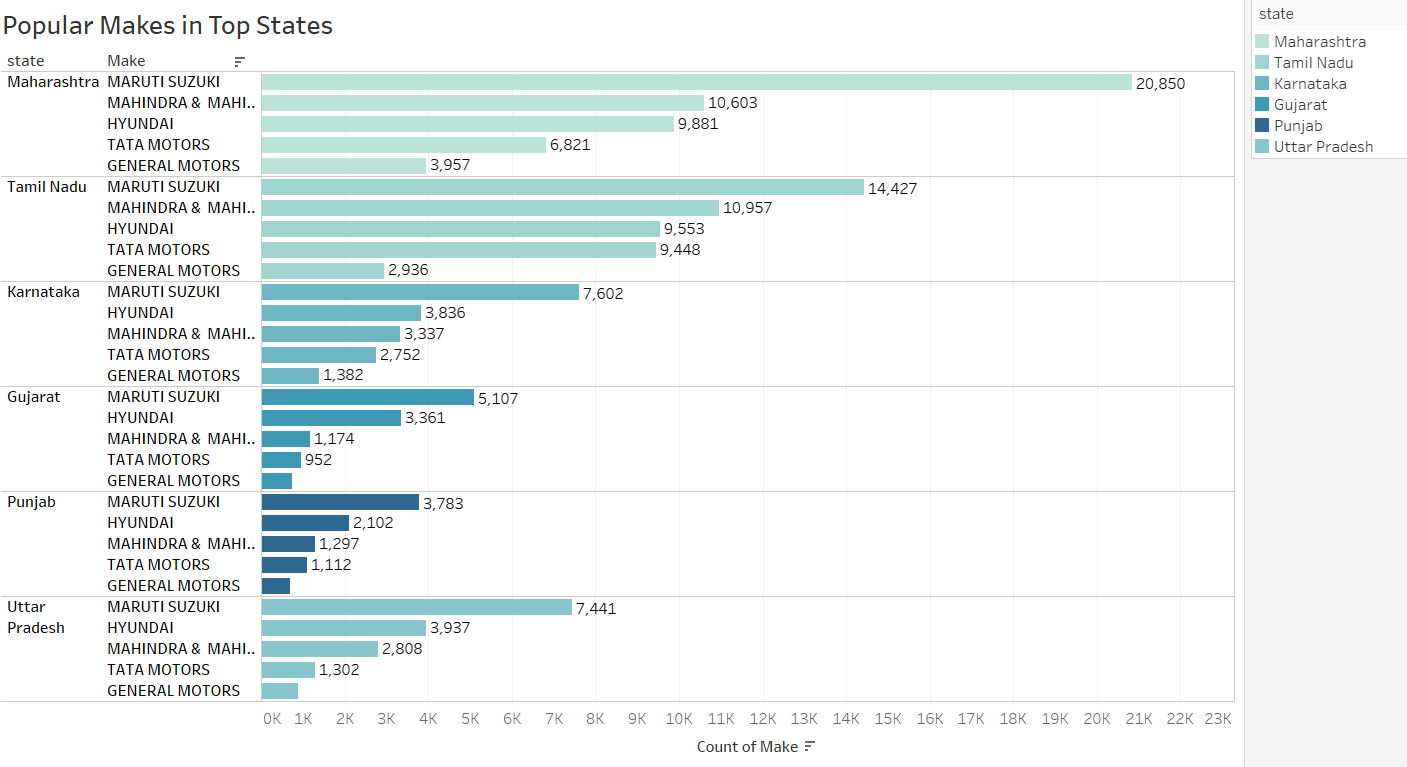 Popular Makes in Top States
state Make
Maharashtra MARUTI SUZUKI 20,850
MAHINDRA & MAHI.. 10,603
HYUNDAI 9,881
TATA MOTORS 6,821
GENERAL MOTORS 3,957
Tamil Nadu MARUTI SUZUKI 14,427
MAHINDRA & MAHI.. 10,957
HYUNDAI 9,553
TATA MOTORS 9,448
GENERAL MOTORS 2,936
Karnataka MARUTI SUZUKI 7,602
HYUNDAI 3,836
MAHINDRA & MAHI.. 3,337
TATA MOTORS 2,752
GENERAL MOTORS 1,382
Gujarat MARUTI SUZUKI 5,107
HYUNDAI 3,361
MAHINDRA & MAHI.. 1,174
TATA MOTORS 952
GENERAL MOTORS
Punjab MARUTI SUZUKI 3,783
HYUNDAI 2,102
MAHINDRA & MAHI.. 1,297
TATA MOTORS 1,112
GENERAL MOTORS
Uttar MARUTI SUZUKI 7,441
Pradesh HYUNDAI 3,937
MAHINDRA & MAHI.. 2,808
TATA MOTORS 1,302
GENERAL MOTORS
0K 1K 2K 3K 4K 5K 6K 7K 8K 9K 10K 11K 12K 13K 14K 15K 16K 17K 18K 19K 20K 21K 22K 23K
Count of Make
state
Maharashtra
Tamil Nadu
Karnataka
Gujarat
Punjab
Uttar Pradesh